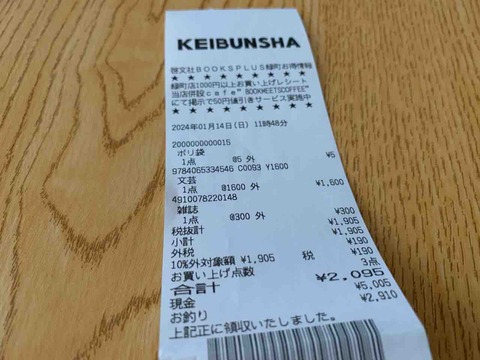 KEIBUNSHA
啓文社BOOKSPLUS緑町お得情報
★ ★ ★ ★ ★ ★ ★ ★ ★ ★ ★
緑町店1000円以上お買い上げレシート
当店併設cafe"BOOKMEETSCOFFEE"
にて掲示で50円値引きサービス実施中
★ ★ ★ ★ ★ ★ ★ ★ ★ ★ ★
2024年01月14日(日) 11時48分
2000000000015
ポリ袋
1点 @5 外 ¥5
9784065334546 C0093 Y1600
文芸
1点 @1600 外 ¥1,600
4910078220148
雑誌
1点 @300 外 ¥300
税抜計 ¥1,905
小計 ¥1,905
外税 ¥190
10%外対象額 ¥1,905 税 ¥190
お買い上げ点数 3点
合計 ¥2,095
現金 ¥5,005
お釣り ¥2,910
上記正に領収いたしました。